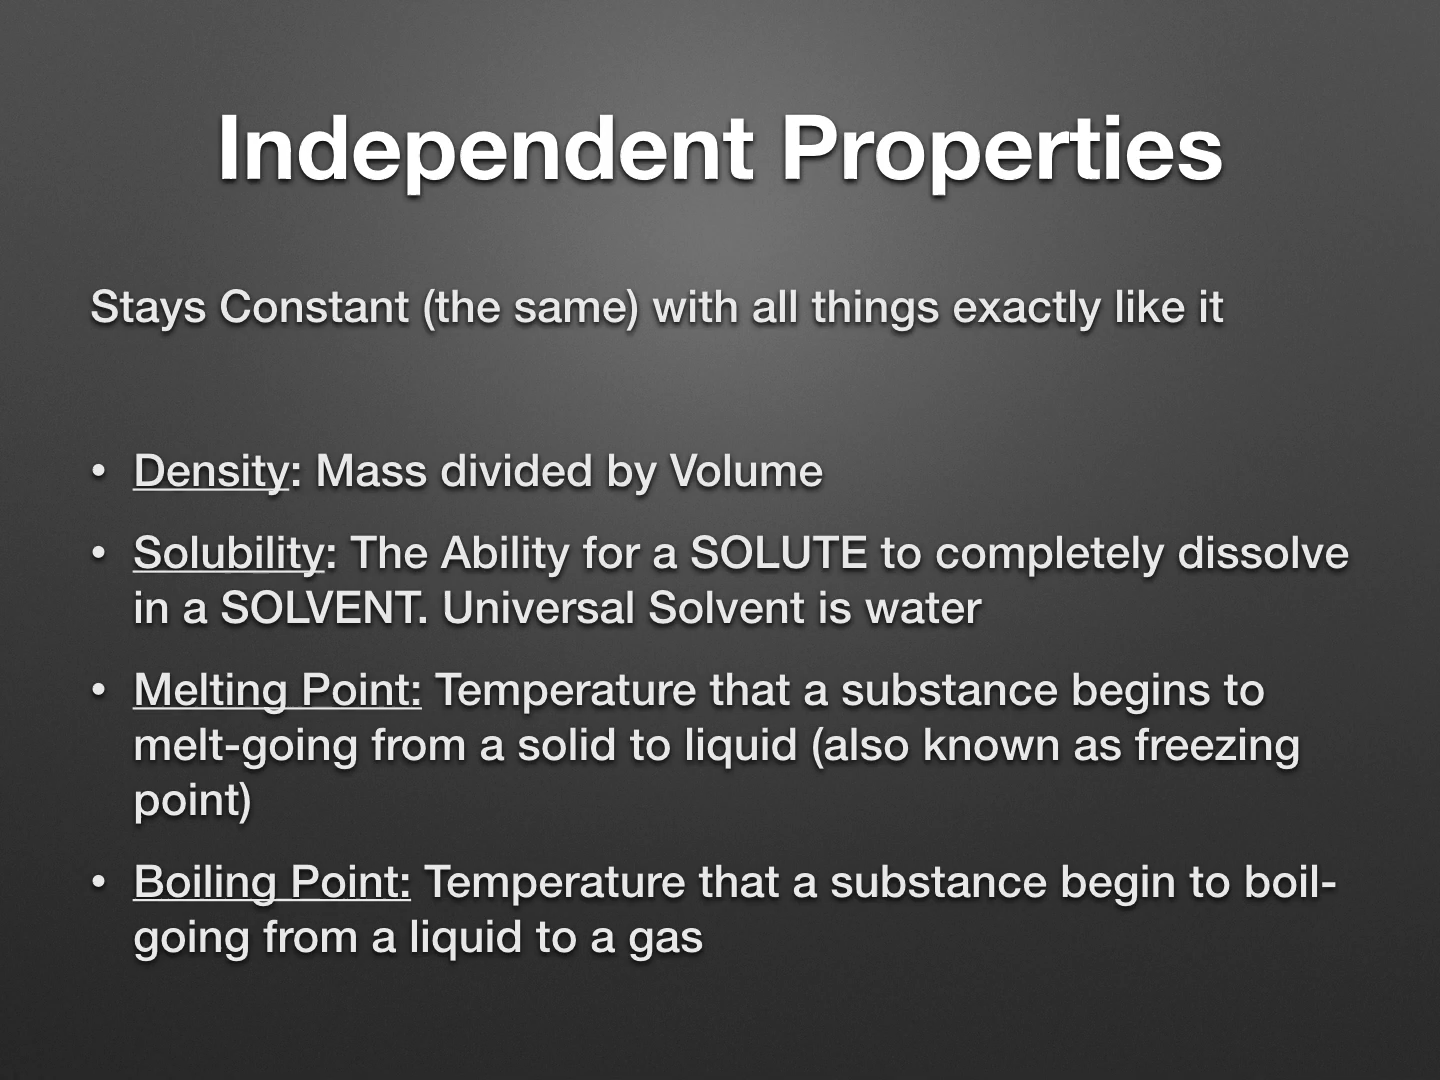 Independent Properties
Stays Constant (the same) with all things exactly like it
• Density: Mass divided by Volume
• Solubility: The Ability for a SOLUTE to completely dissolve
in a SOLVENT. Universal Solvent is water
• Melting Point: Temperature that a substance begins to
melt-going from a solid to liquid (also known as freezing
point)
• Boiling Point: Temperature that a substance begin to boil-
going from a liquid to a gas